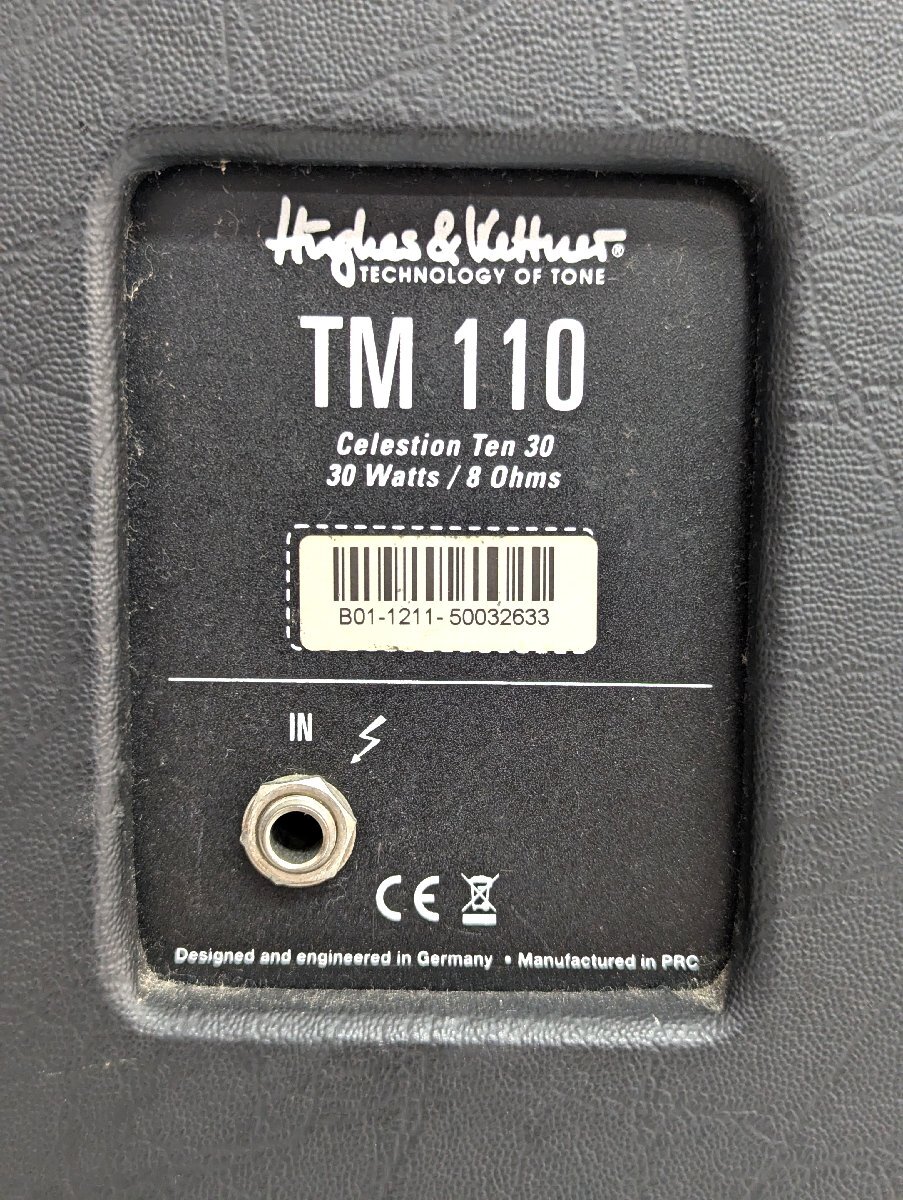 Hughes & Kettner®
TECHNOLOGY OF TONE
TM 110
Celestion Ten 30
30 Watts / 8 Ohms
B01-1211- 50032633
IN
CE
Designed and engineered in Germany • Manufactured in PRC